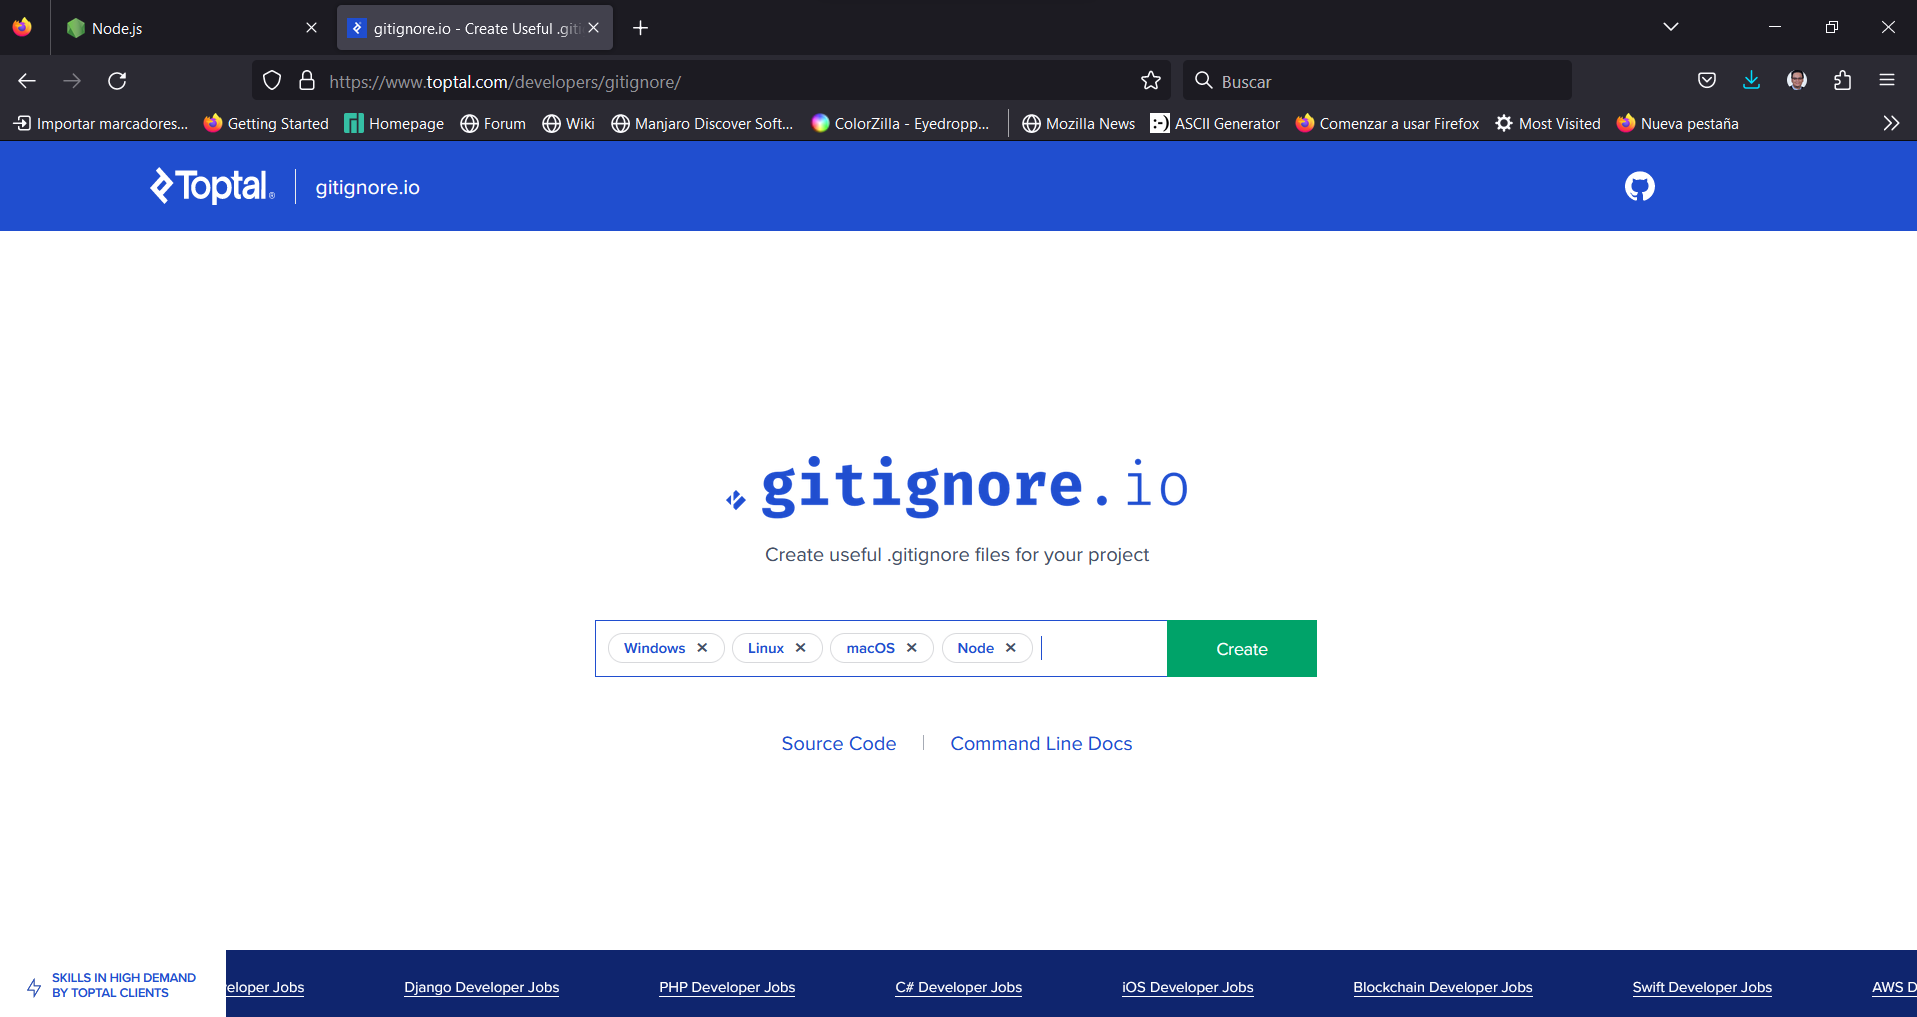 Node.js
gitignore.io - Create Useful .giti
https://www.toptal.com/developers/gitignore/
Buscar
Importar marcadores...
Getting Started
Homepage
Forum
Wiki
Manjaro Discover Soft...
ColorZilla - Eyedropp...
Mozilla News
ASCII Generator
Comenzar a usar Firefox
Most Visited
Nueva pestaña
Toptal®
gitignore.io
.gitignore.io
Create useful .gitignore files for your project
Windows
Linux
macOS
Node
Create
Source Code
Command Line Docs
SKILLS IN HIGH DEMAND
BY TOPTAL CLIENTS
veloper Jobs
Django Developer Jobs
PHP Developer Jobs
C# Developer Jobs
iOS Developer Jobs
Blockchain Developer Jobs
Swift Developer Jobs
AWS D